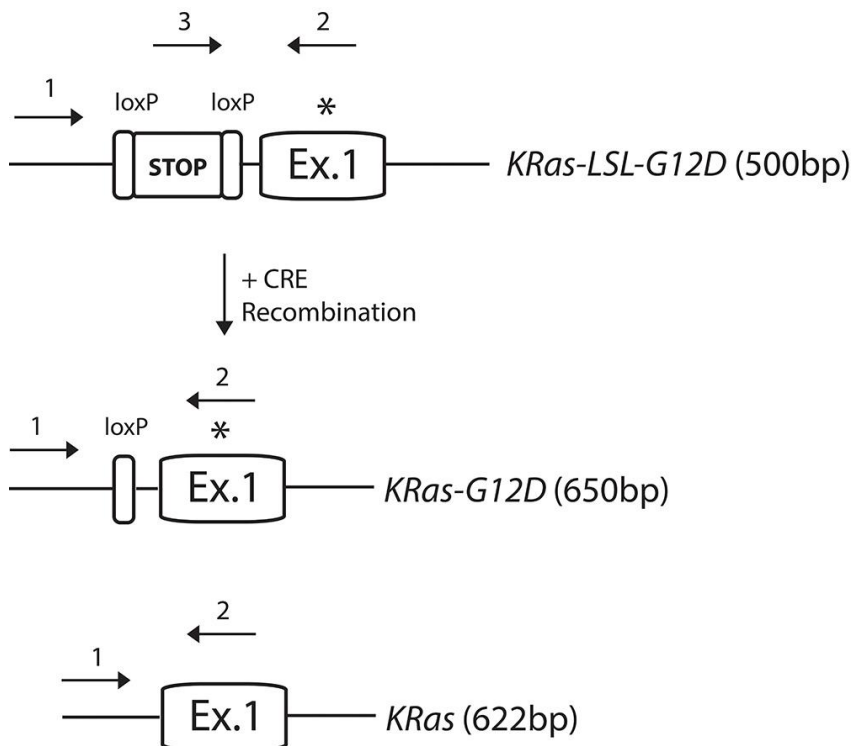 3 2
1 loxP loxP *
STOP Ex.1 KRas-LSL-G12D (500bp)
+ CRE
Recombination
2
1 loxP *
Ex.1 KRas-G12D (650bp)
2
1
Ex.1 KRas (622bp)